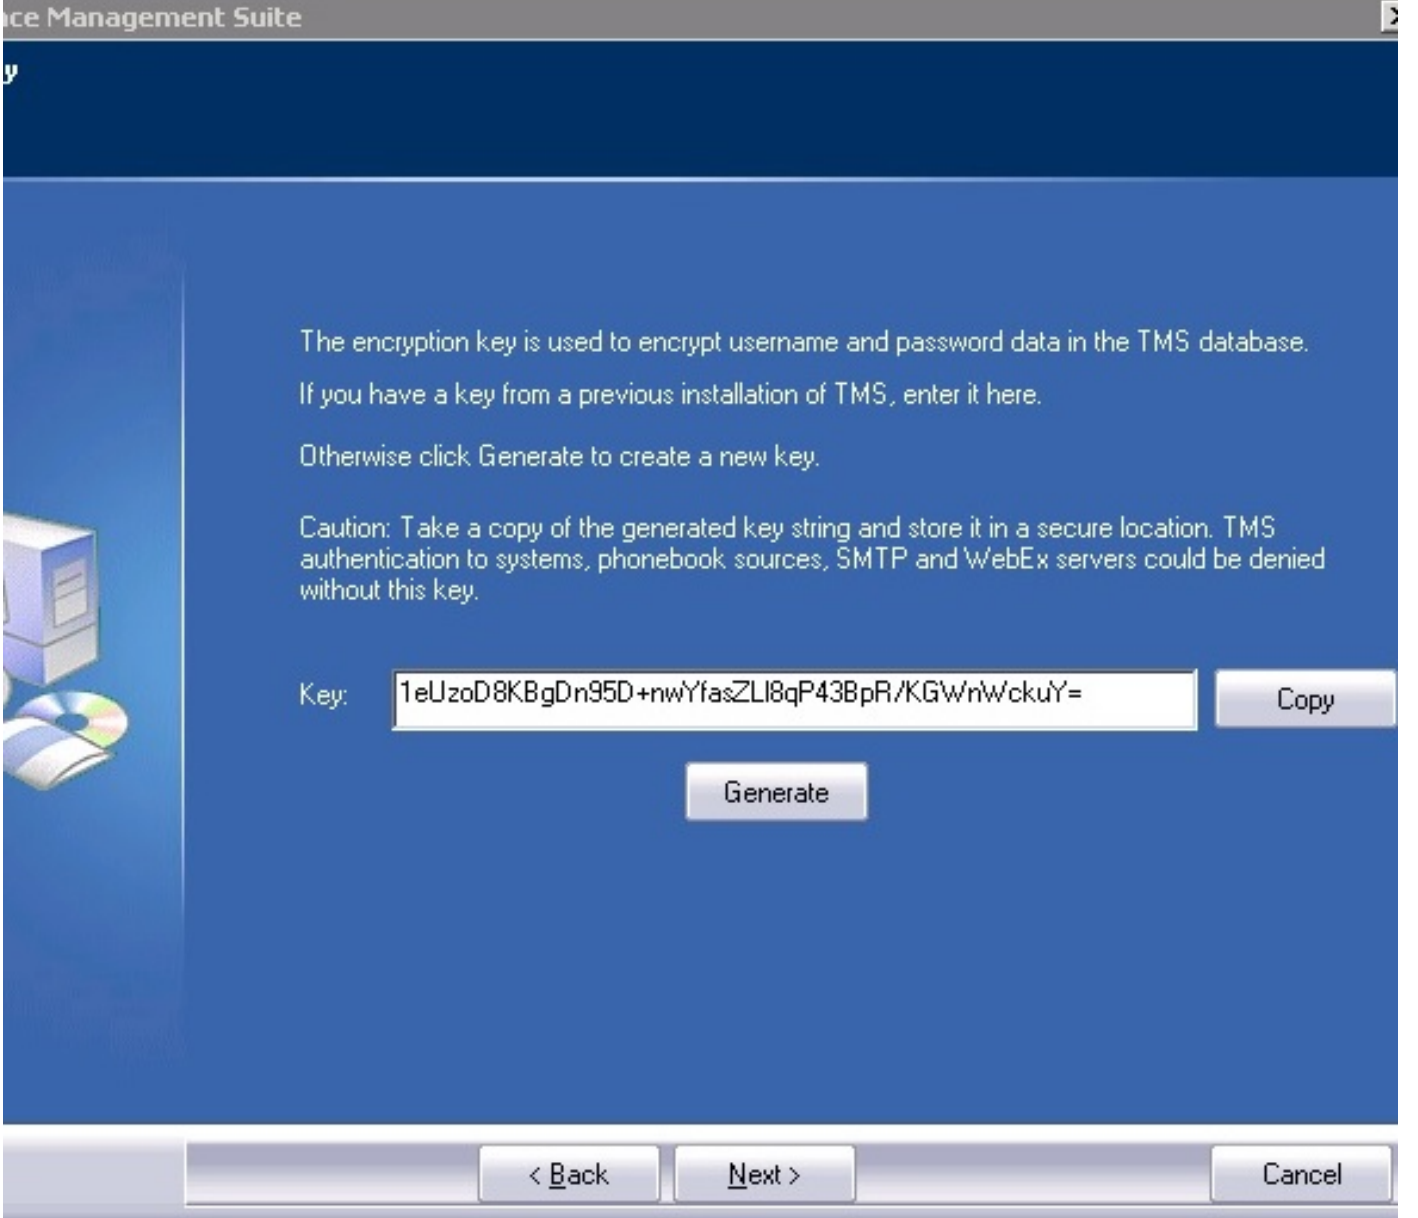 ce Management Suite
y
The encryption key is used to encrypt username and password data in the TMS database.
If you have a key from a previous installation of TMS, enter it here.
Otherwise click Generate to create a new key.
Caution: Take a copy of the generated key string and store it in a secure location. TMS
authentication to systems, phonebook sources, SMTP and WebEx servers could be denied
without this key.
Key: 1eUzoD8KBgDn95D+nwYfasZLI8qP43BpR/KGWnWckuY= Copy
Generate
< Back Next > Cancel